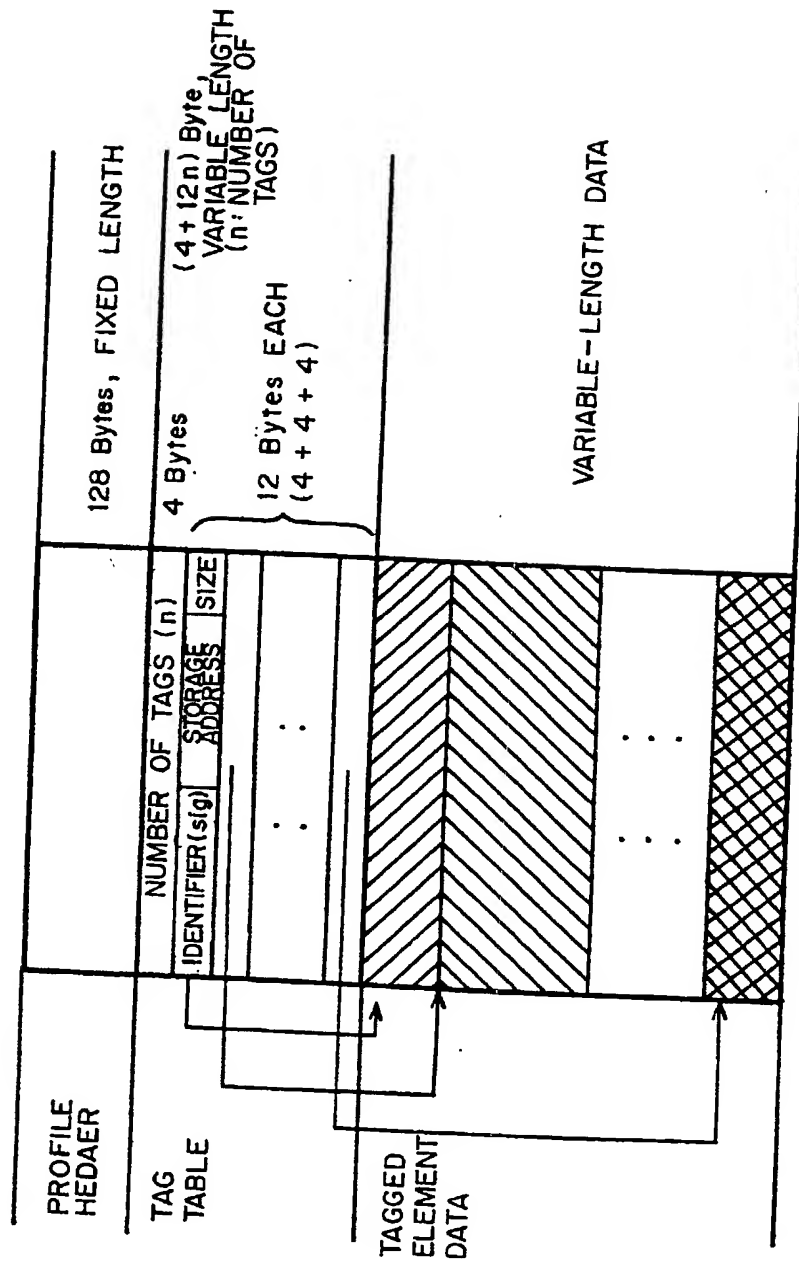 PROFILE
HEDAER
128 Bytes, FIXED LENGTH
TAG
TABLE
NUMBER OF TAGS (n)
4 Bytes
(4+12n) Byte,
VARIABLE LENGTH
(n: NUMBER OF
TAGS)
IDENTIFIER(sig)
STORAGE
ADDRESS
SIZE
12 Bytes EACH
(4+4+4)
TAGGED
ELEMENT
DATA
VARIABLE-LENGTH DATA